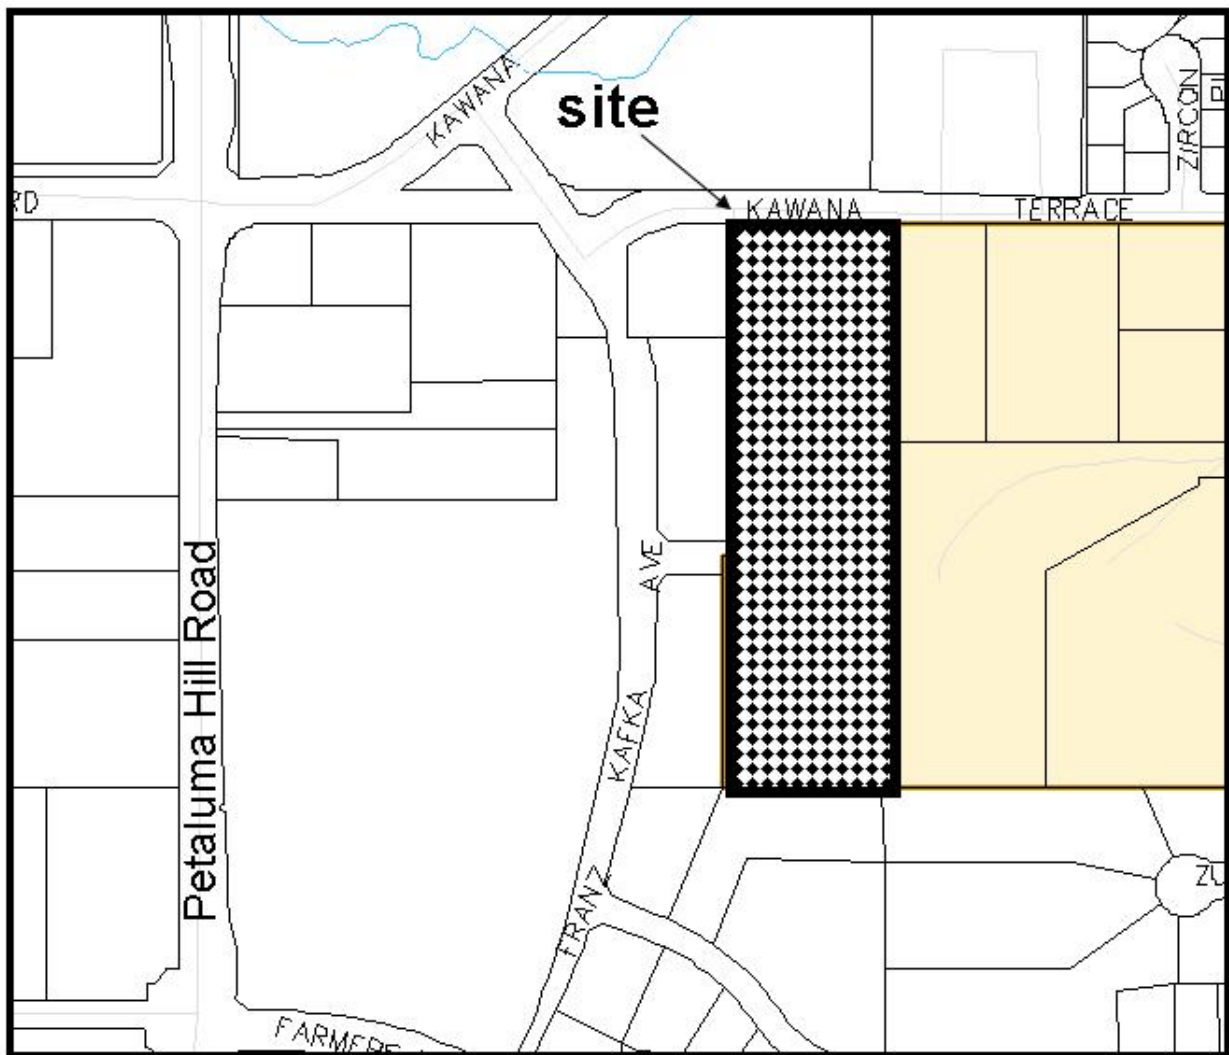 KAWANA
site
ZIRCON
RD
KAWANA TERRACE
AVE
Petaluma Hill Road
KAFKA
FRANZ
FARMERS